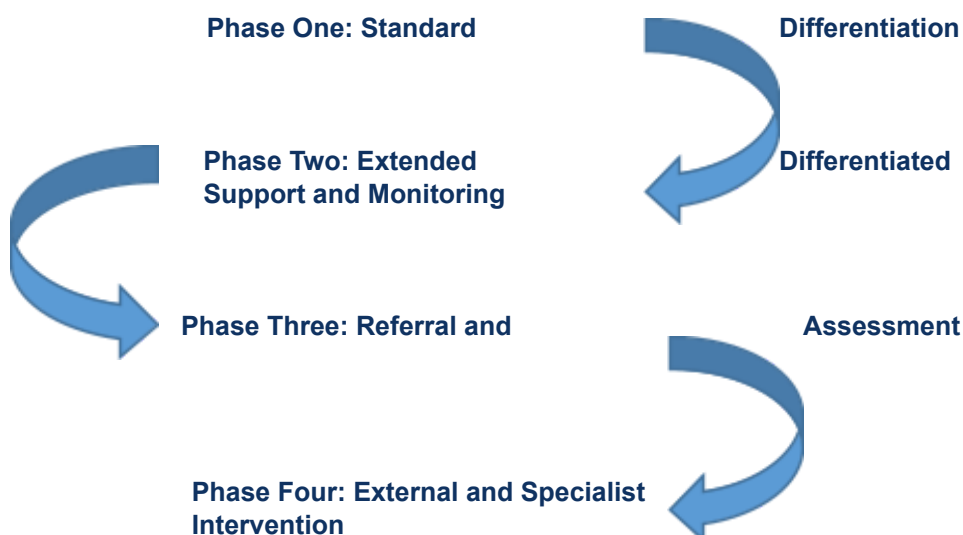 Phase One: Standard Differentiation
Phase Two: Extended Differentiated
Support and Monitoring
Phase Three: Referral and Assessment
Phase Four: External and Specialist
Intervention